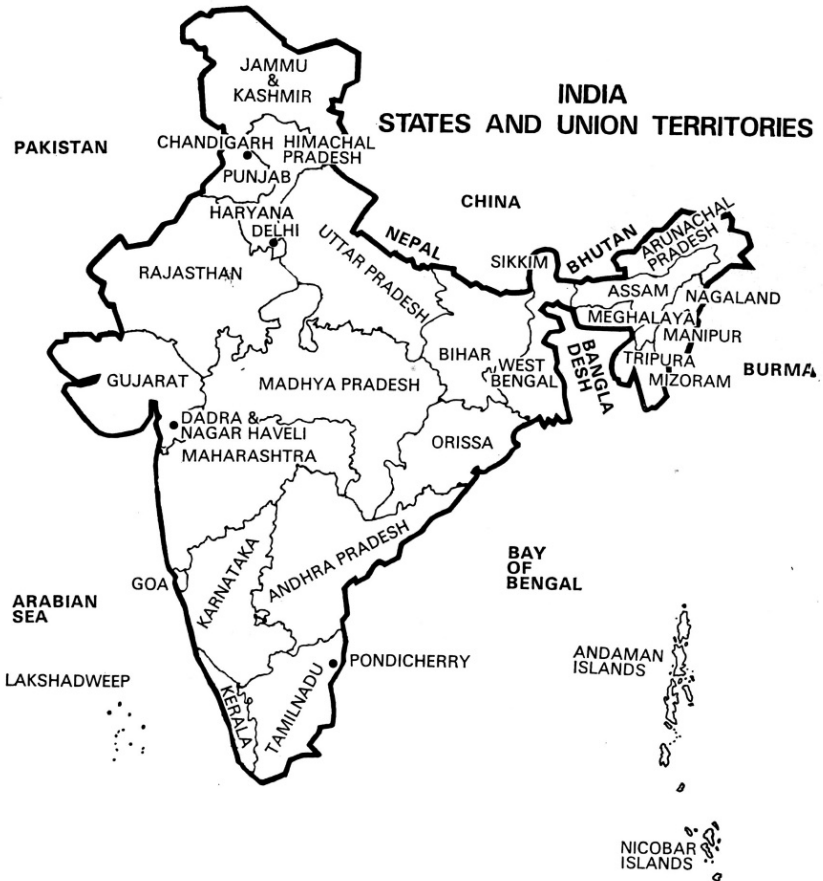 JAMMU
&
KASHMIR
INDIA
STATES AND UNION TERRITORIES
PAKISTAN
CHANDIGARH
HIMACHAL
PRADESH
PUNJAB
HARYANA
DELHI
CHINA
NEPAL
UTTAR PRADESH
SIKKIM
BHUTAN
ARUNACHAL
PRADESH
RAJASTHAN
ASSAM
NAGALAND
MEGHALAYA
MANIPUR
BIHAR
WEST
BENGAL
BANGLA
DESH
TRIPURA
MIZORAM
BURMA
GUJARAT
MADHYA PRADESH
DADRA &
NAGAR HAVELI
MAHARASHTRA
ORISSA
GOA
KARNATAKA
ANDHRA PRADESH
BAY
OF
BENGAL
ARABIAN
SEA
LAKSHADWEEP
KERALA
TAMILNADU
PONDICHERRY
ANDAMAN
ISLANDS
NICOBAR
ISLANDS